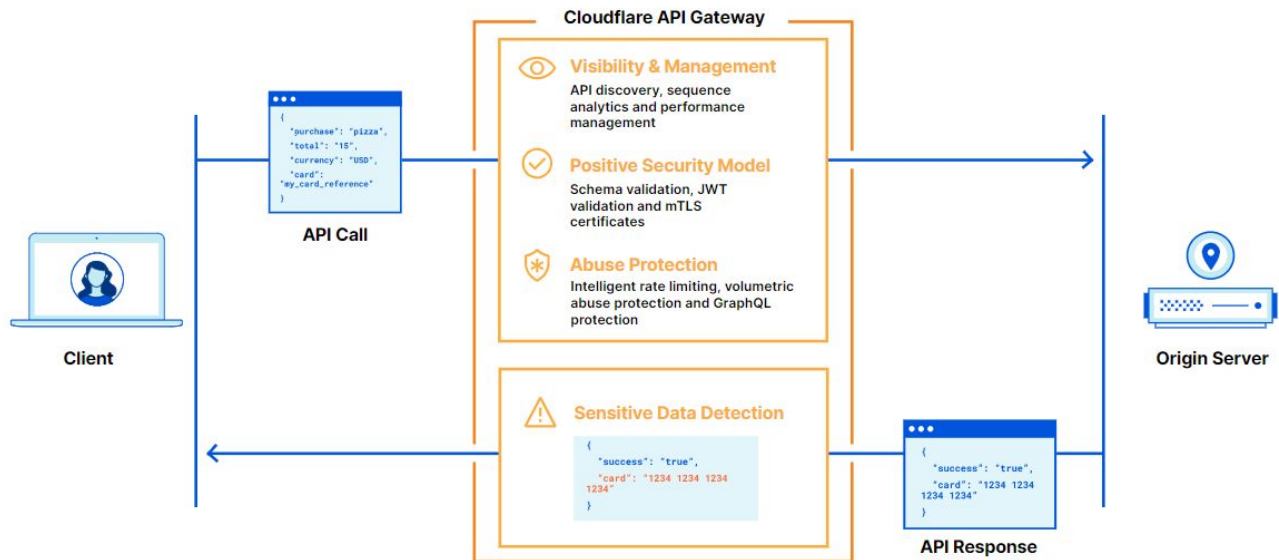 Cloudflare API Gateway
Visibility & Management
API discovery, sequence
analytics and performance
management
{
"purchase": "pizza",
"total": "15",
"currency": "USD",
"card":
"my_card_reference"
}
API Call
Positive Security Model
Schema validation, JWT
validation and mTLS
certificates
Abuse Protection
Intelligent rate limiting, volumetric
abuse protection and GraphQL
protection
Client
Origin Server
Sensitive Data Detection
{
"success": "true",
"card": "1234 1234 1234
1234"
}
{
"success": "true",
"card": "1234 1234
1234 1234"
}
API Response